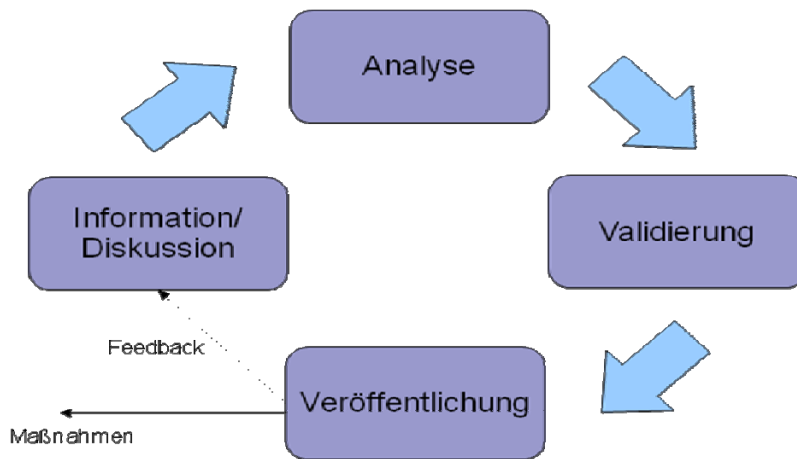 Analyse
Information/
Diskussion
Validierung
Feedback
Veröffentlichung
Maßnahmen